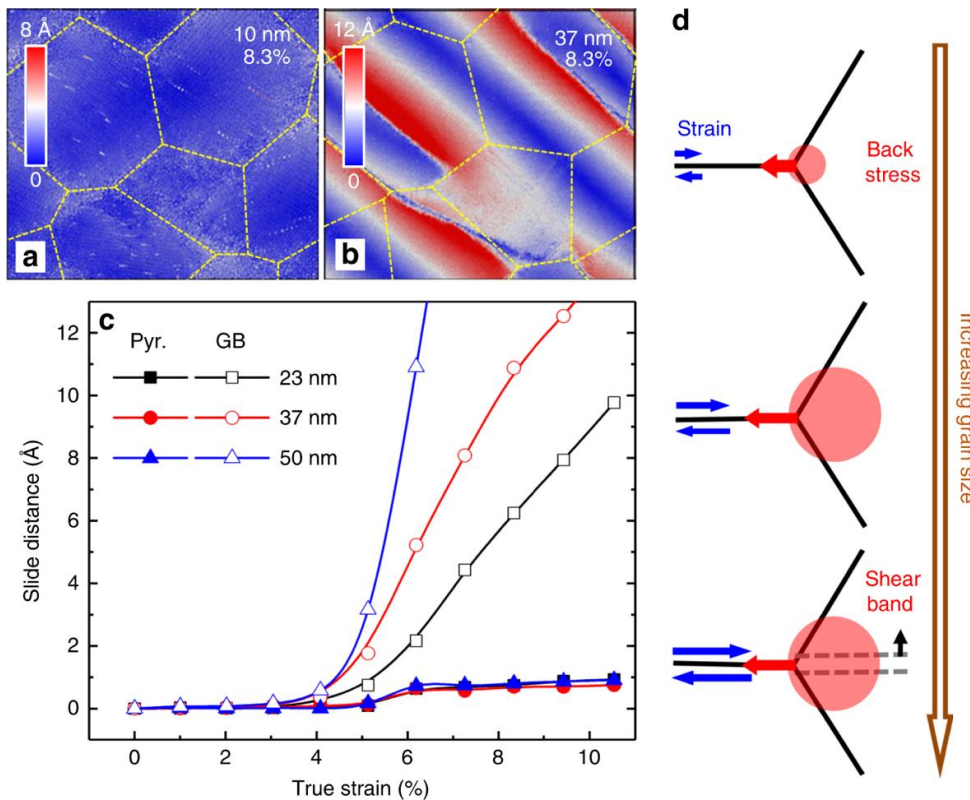 8 Å
10 nm
8.3%
0
a
12 Å
37 nm
8.3%
0
b
c
Pyr. GB
23 nm
37 nm
50 nm
12
10
8
6
4
2
0
Slide distance (Å)
0 2 4 6 8 10
True strain (%)
d
Strain
Back
stress
Shear
band
Increasing grain size